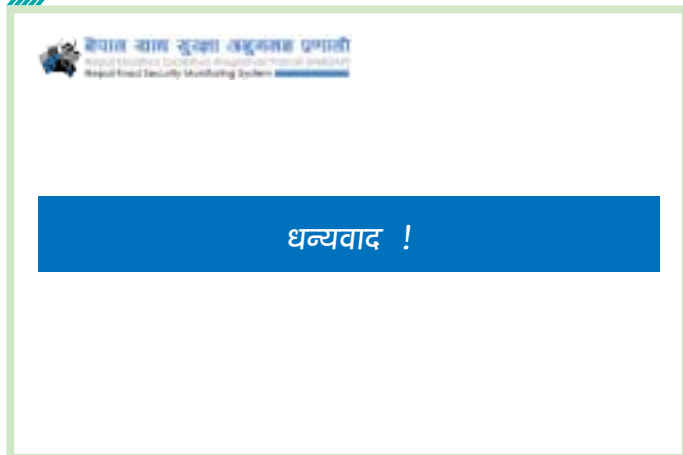 नेपाल खाद्य सुरक्षा अनुगमन प्रणाली
Nepal Food Security Monitoring System
धन्यवाद !